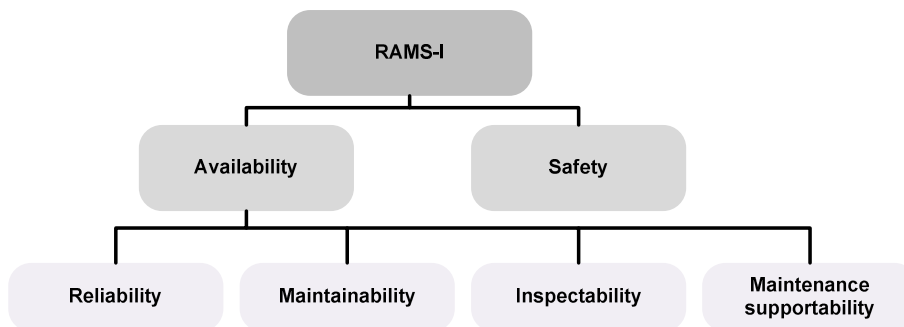 RAMS-I
Availability
Safety
Reliability
Maintainability
Inspectability
Maintenance
supportability